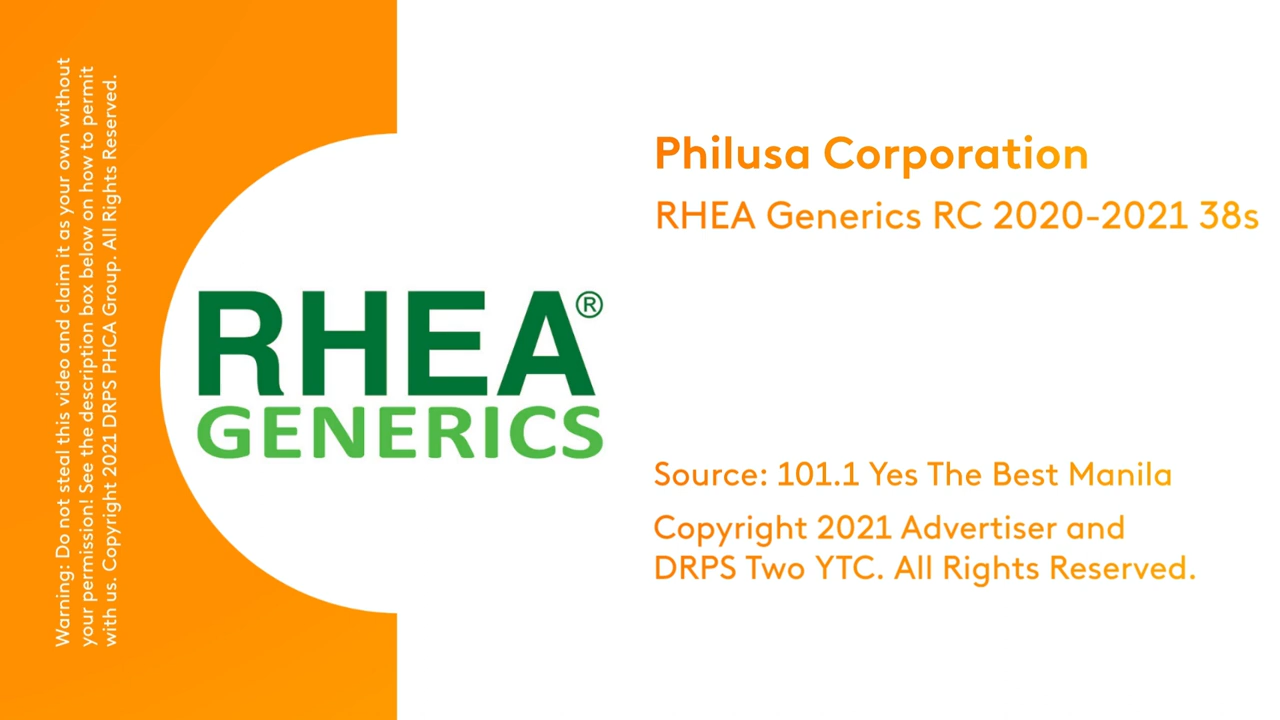 Warning: Do not steal this video and claim it as your own without
your permission! See the description box below on how to permit
with us. Copyright 2021 DRPS PHCA Group. All Rights Reserved.
RHEA®
GENERICS
Philusa Corporation
RHEA Generics RC 2020-2021 38s
Source: 101.1 Yes The Best Manila
Copyright 2021 Advertiser and
DRPS Two YTC. All Rights Reserved.